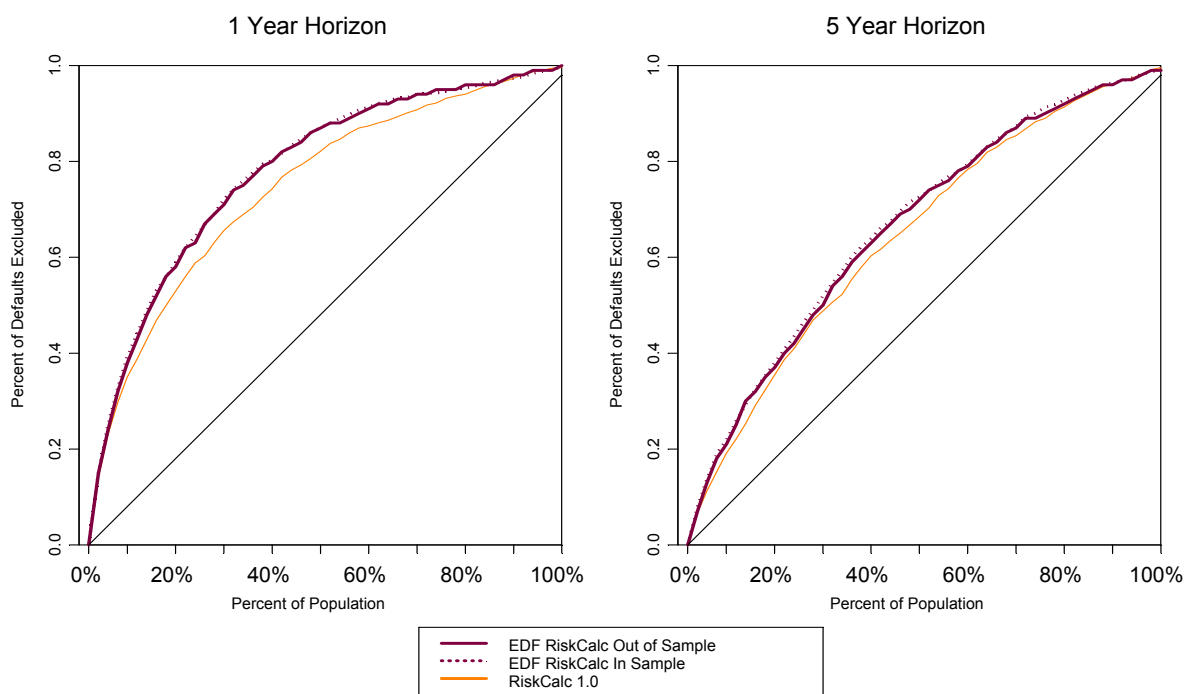 1 Year Horizon
5 Year Horizon
Percent of Defaults Excluded
1.0
0.8
0.6
0.4
0.2
0.0
0% 20% 40% 60% 80% 100%
Percent of Population
Percent of Defaults Excluded
1.0
0.8
0.6
0.4
0.2
0.0
0% 20% 40% 60% 80% 100%
Percent of Population
EDF RiskCalc Out of Sample
EDF RiskCalc In Sample
RiskCalc 1.0